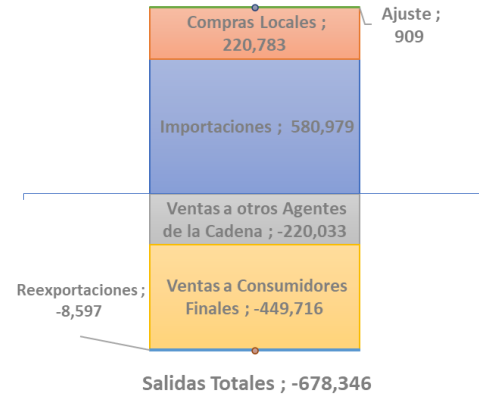 Compras Locales ;
220,783
Ajuste ;
909
Importaciones ; 580,979
Ventas a otros Agentes
de la Cadena ; -220,033
Reexportaciones ;
-8,597
Ventas a Consumidores
Finales ; -449,716
Salidas Totales ; -678,346